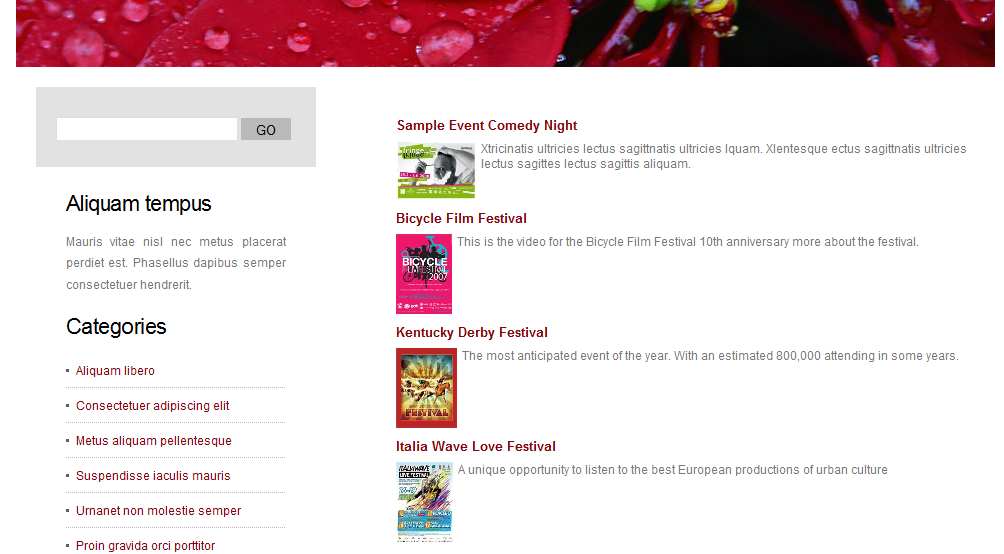 GO
Aliquam tempus
Mauris vitae nisl nec metus placerat
perdiet est. Phasellus dapibus semper
consectetuer hendrerit.
Categories
Aliquam libero
Consectetuer adipiscing elit
Metus aliquam pellentesque
Suspendisse iaculis mauris
Urnanet non molestie semper
Proin gravida orci porttitor
Sample Event Comedy Night
Xtricinatis ultricies lectus sagittnatis ultricies lquam. Xlentesque ectus sagittnatis ultricies
lectus sagittes lectus sagittis aliquam.
Bicycle Film Festival
BICYCLE
FILM FESTIVAL
2007
This is the video for the Bicycle Film Festival 10th anniversary more about the festival.
Kentucky Derby Festival
FESTIVAL
The most anticipated event of the year. With an estimated 800,000 attending in some years.
Italia Wave Love Festival
ITALIA WAVE
LOVE FESTIVAL
A unique opportunity to listen to the best European productions of urban culture